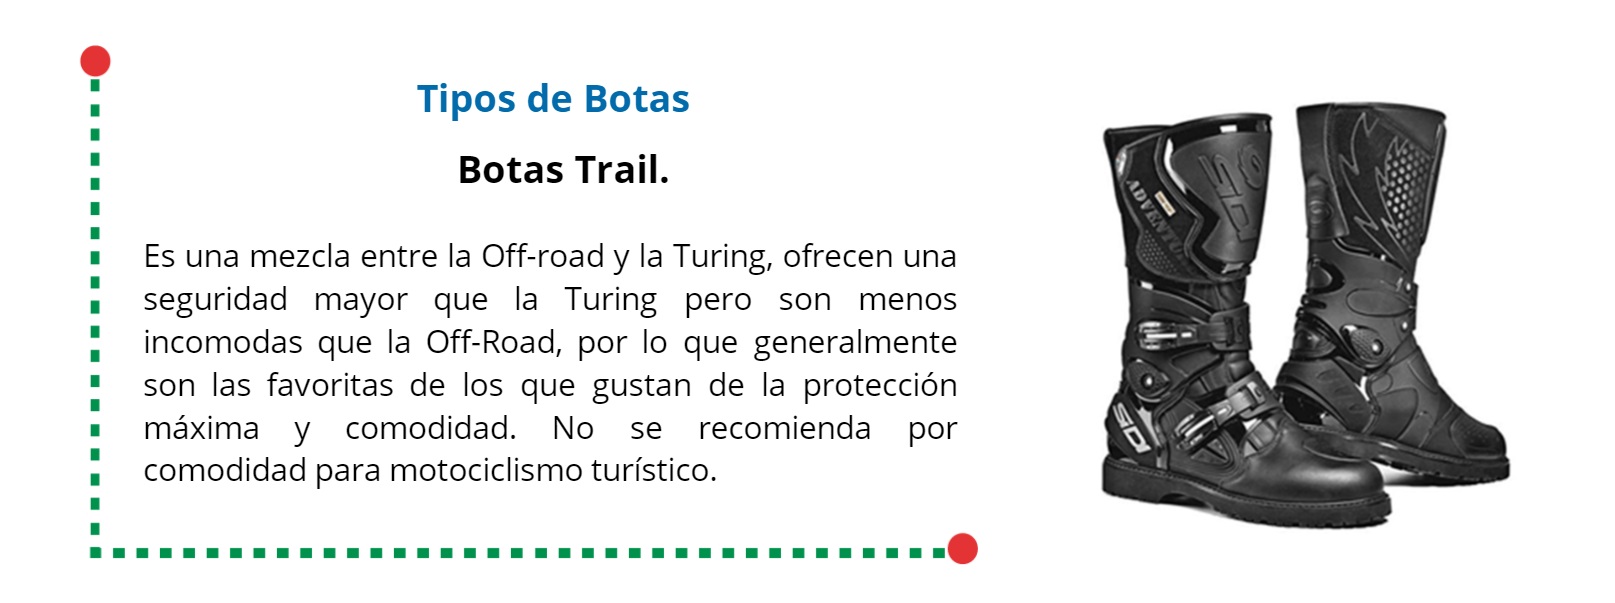 Tipos de Botas
Botas Trail.
Es una mezcla entre la Off-road y la Turing, ofrecen una
seguridad mayor que la Turing pero son menos
incomodas que la Off-Road, por lo que generalmente
son las favoritas de los que gustan de la protección
máxima y comodidad. No se recomienda por
comodidad para motociclismo turístico.
SIDI
ADVENTU
SIDI